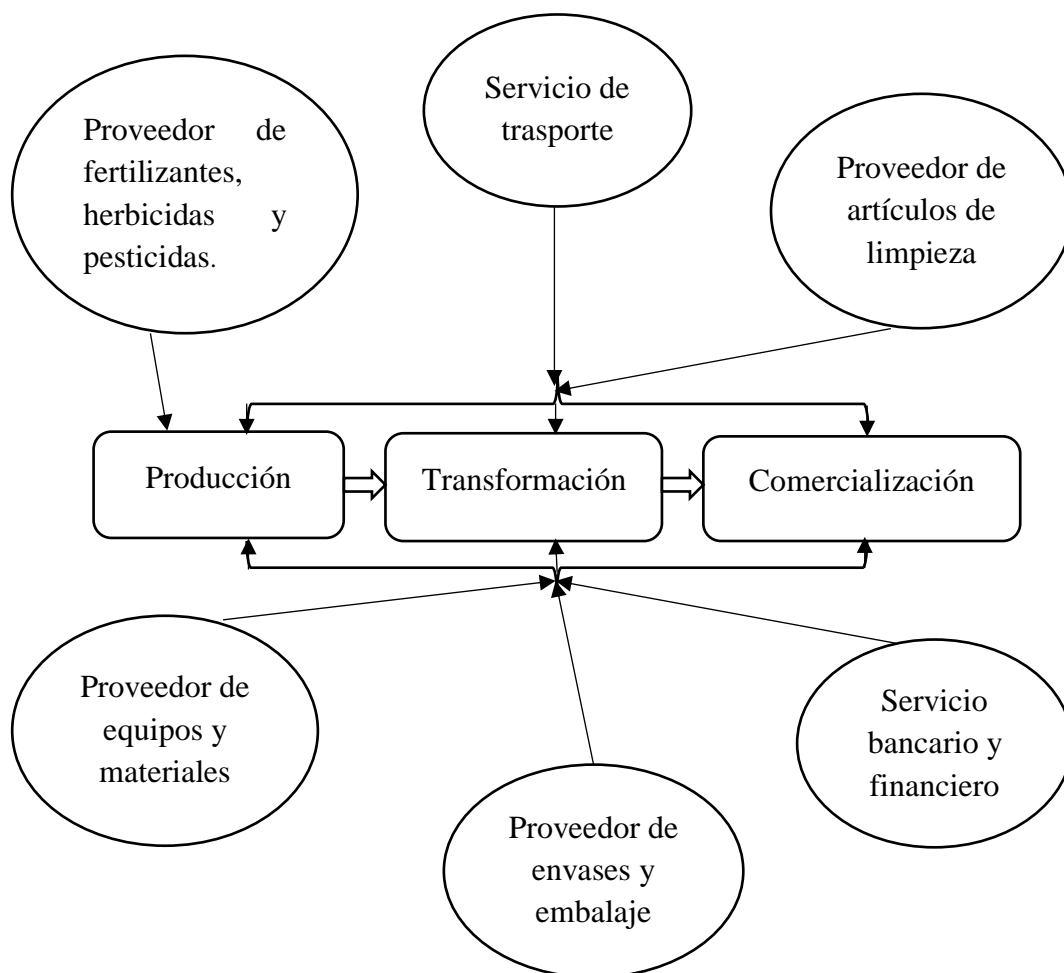 Servicio de
trasporte
Proveedor de
fertilizantes,
herbicidas y
pesticidas.
Proveedor de
artículos de
limpieza
Producción
Transformación
Comercialización
Proveedor de
equipos y
materiales
Servicio
bancario y
financiero
Proveedor de
envases y
embalaje